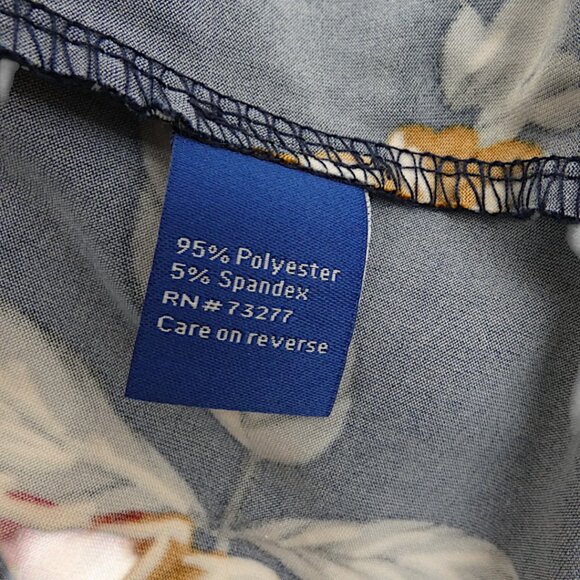 95% Polyester
5% Spandex
RN# 73277
Care on reverse